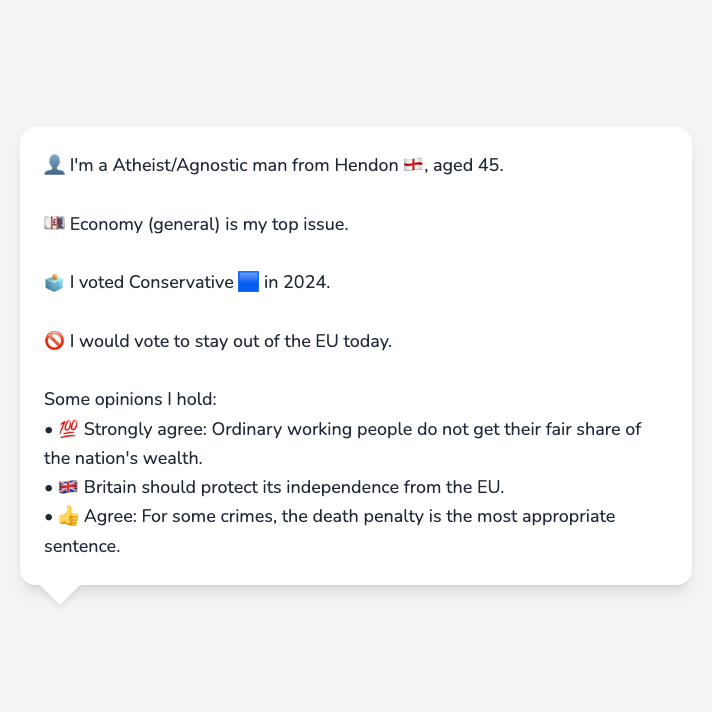 👤 I'm a Atheist/Agnostic man from Hendon 🏴󠁧󠁢󠁥󠁮󠁧󠁿, aged 45.
💷 Economy (general) is my top issue.
🗳️ I voted Conservative 🟦 in 2024.
🚫 I would vote to stay out of the EU today.
Some opinions I hold:
• 💯 Strongly agree: Ordinary working people do not get their fair share of
the nation's wealth.
• 🇬🇧 Britain should protect its independence from the EU.
• 👍 Agree: For some crimes, the death penalty is the most appropriate
sentence.